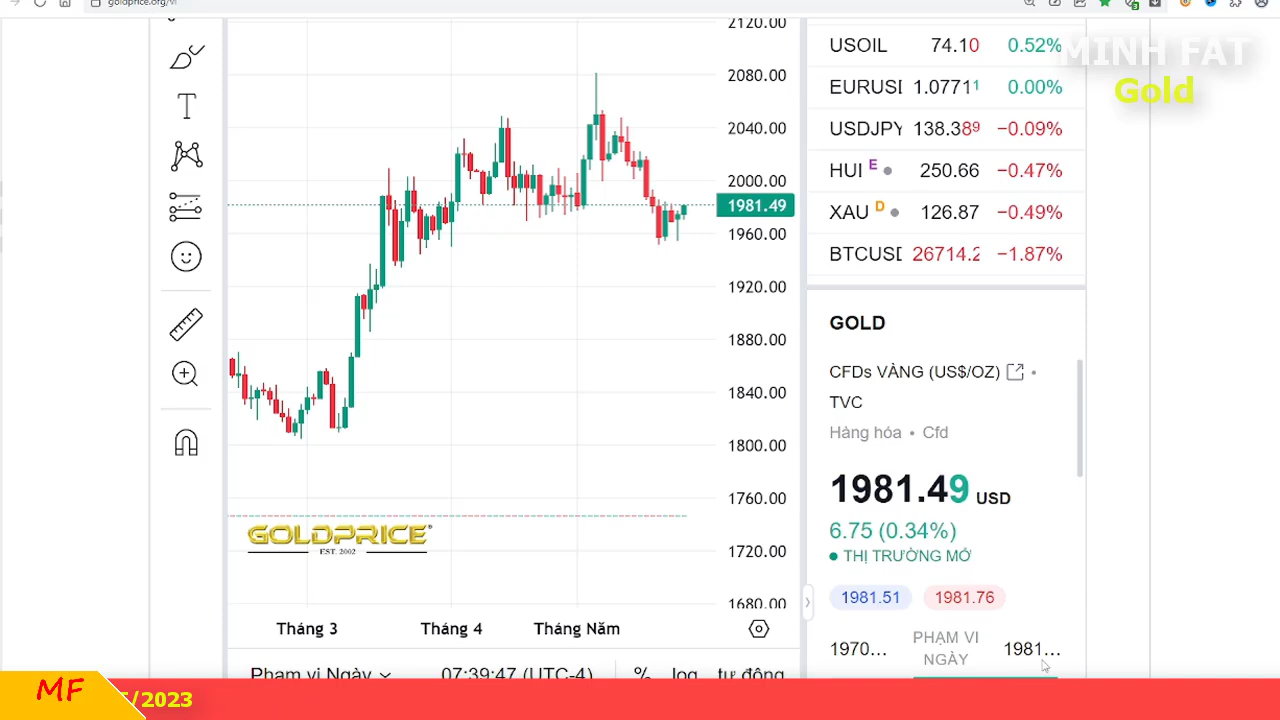 goldprice.org/vi
2120.00
2080.00
2040.00
2000.00
1981.49
1960.00
1920.00
1880.00
1840.00
1800.00
1760.00
1720.00
1680.00
GOLDPRICE
EST. 2002
Tháng 3 Tháng 4 Tháng Năm
Phạm vi Ngày 07:39:47 (UTC-4) % log tự động
USOIL 74.10 0.52%
EURUSD 1.07711 0.00%
USDJPY 138.389 −0.09%
HUI E 250.66 −0.47%
XAU D 126.87 −0.49%
BTCUSD 26714.2 −1.87%
MINH FAT
Gold
GOLD
CFDs VÀNG (US$/OZ)
TVC
Hàng hóa • Cfd
1981.49 USD
6.75 (0.34%)
THỊ TRƯỜNG MỞ
1981.51 1981.76
1970... PHẠM VI NGÀY 1981...
MF
/2023